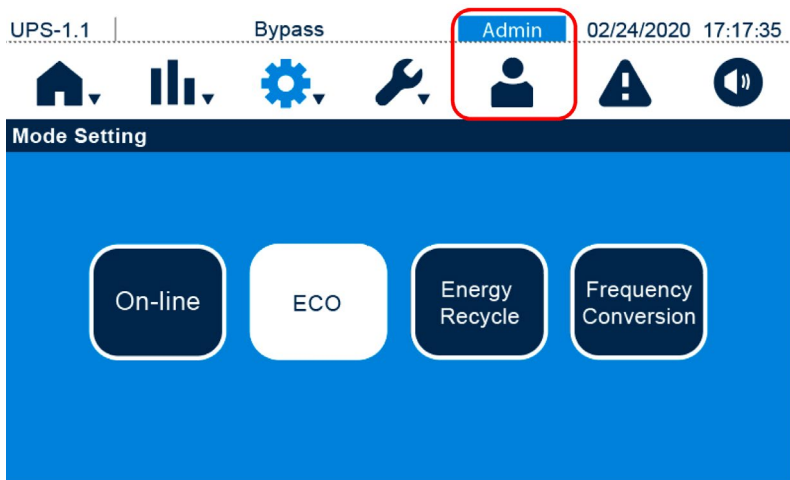 UPS-1.1 Bypass Admin 02/24/2020 17:17:35
Mode Setting
On-line
ECO
Energy
Recycle
Frequency
Conversion